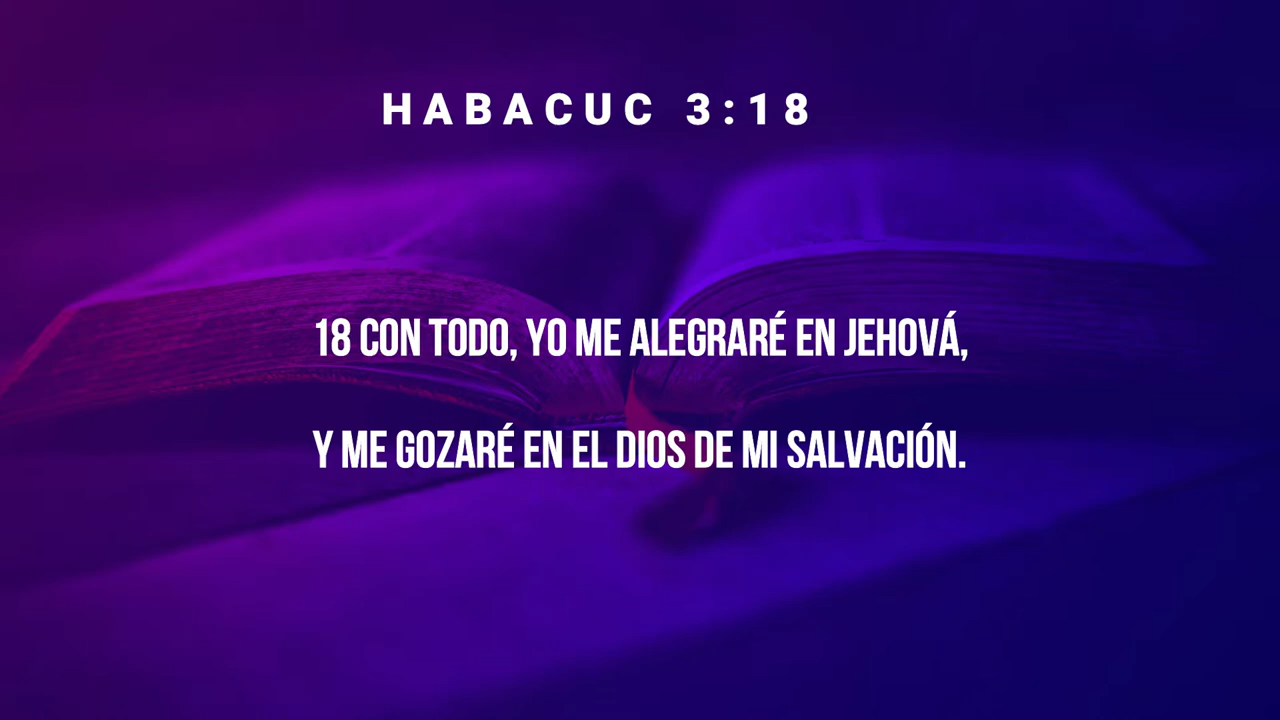 HABACUC 3:18
18 CON TODO, YO ME ALEGRARÉ EN JEHOVÁ,
Y ME GOZARÉ EN EL DIOS DE MI SALVACIÓN.